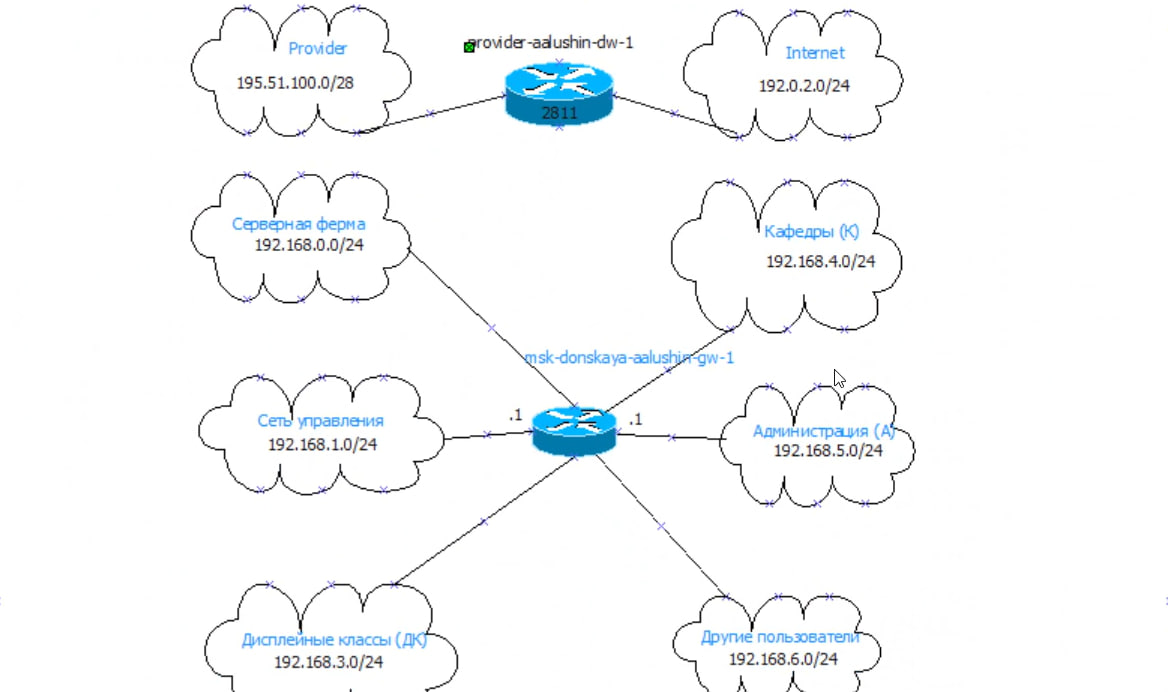 provider-aalushin-dw-1
Provider
195.51.100.0/28
2811
Internet
192.0.2.0/24
Серверная ферма
192.168.0.0/24
Кафедры (К)
192.168.4.0/24
msk-donskaya-aalushin-gw-1
Сеть управления
192.168.1.0/24
.1
.1
Администрация (А)
192.168.5.0/24
Дисплейные классы (ДК)
192.168.3.0/24
Другие пользователи
192.168.6.0/24